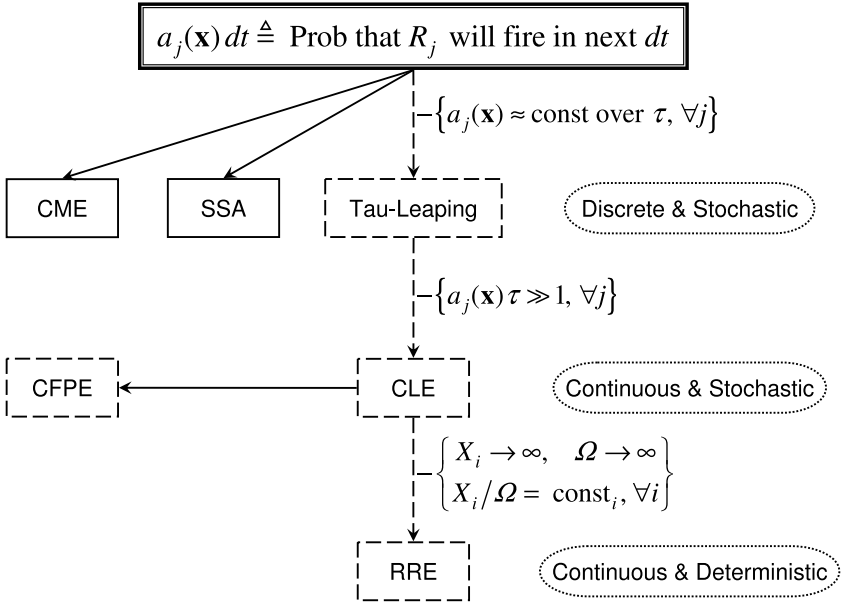 a_j(𝐱) dt ≜ Prob that R_j will fire in next dt
{a_j(𝐱) ≈ const over τ, ∀j}
CME
SSA
Tau-Leaping
Discrete & Stochastic
{a_j(𝐱) τ ≫ 1, ∀j}
CFPE
CLE
Continuous & Stochastic
{X_i → ∞, Ω → ∞
X_i/Ω = const_i, ∀i}
RRE
Continuous & Deterministic